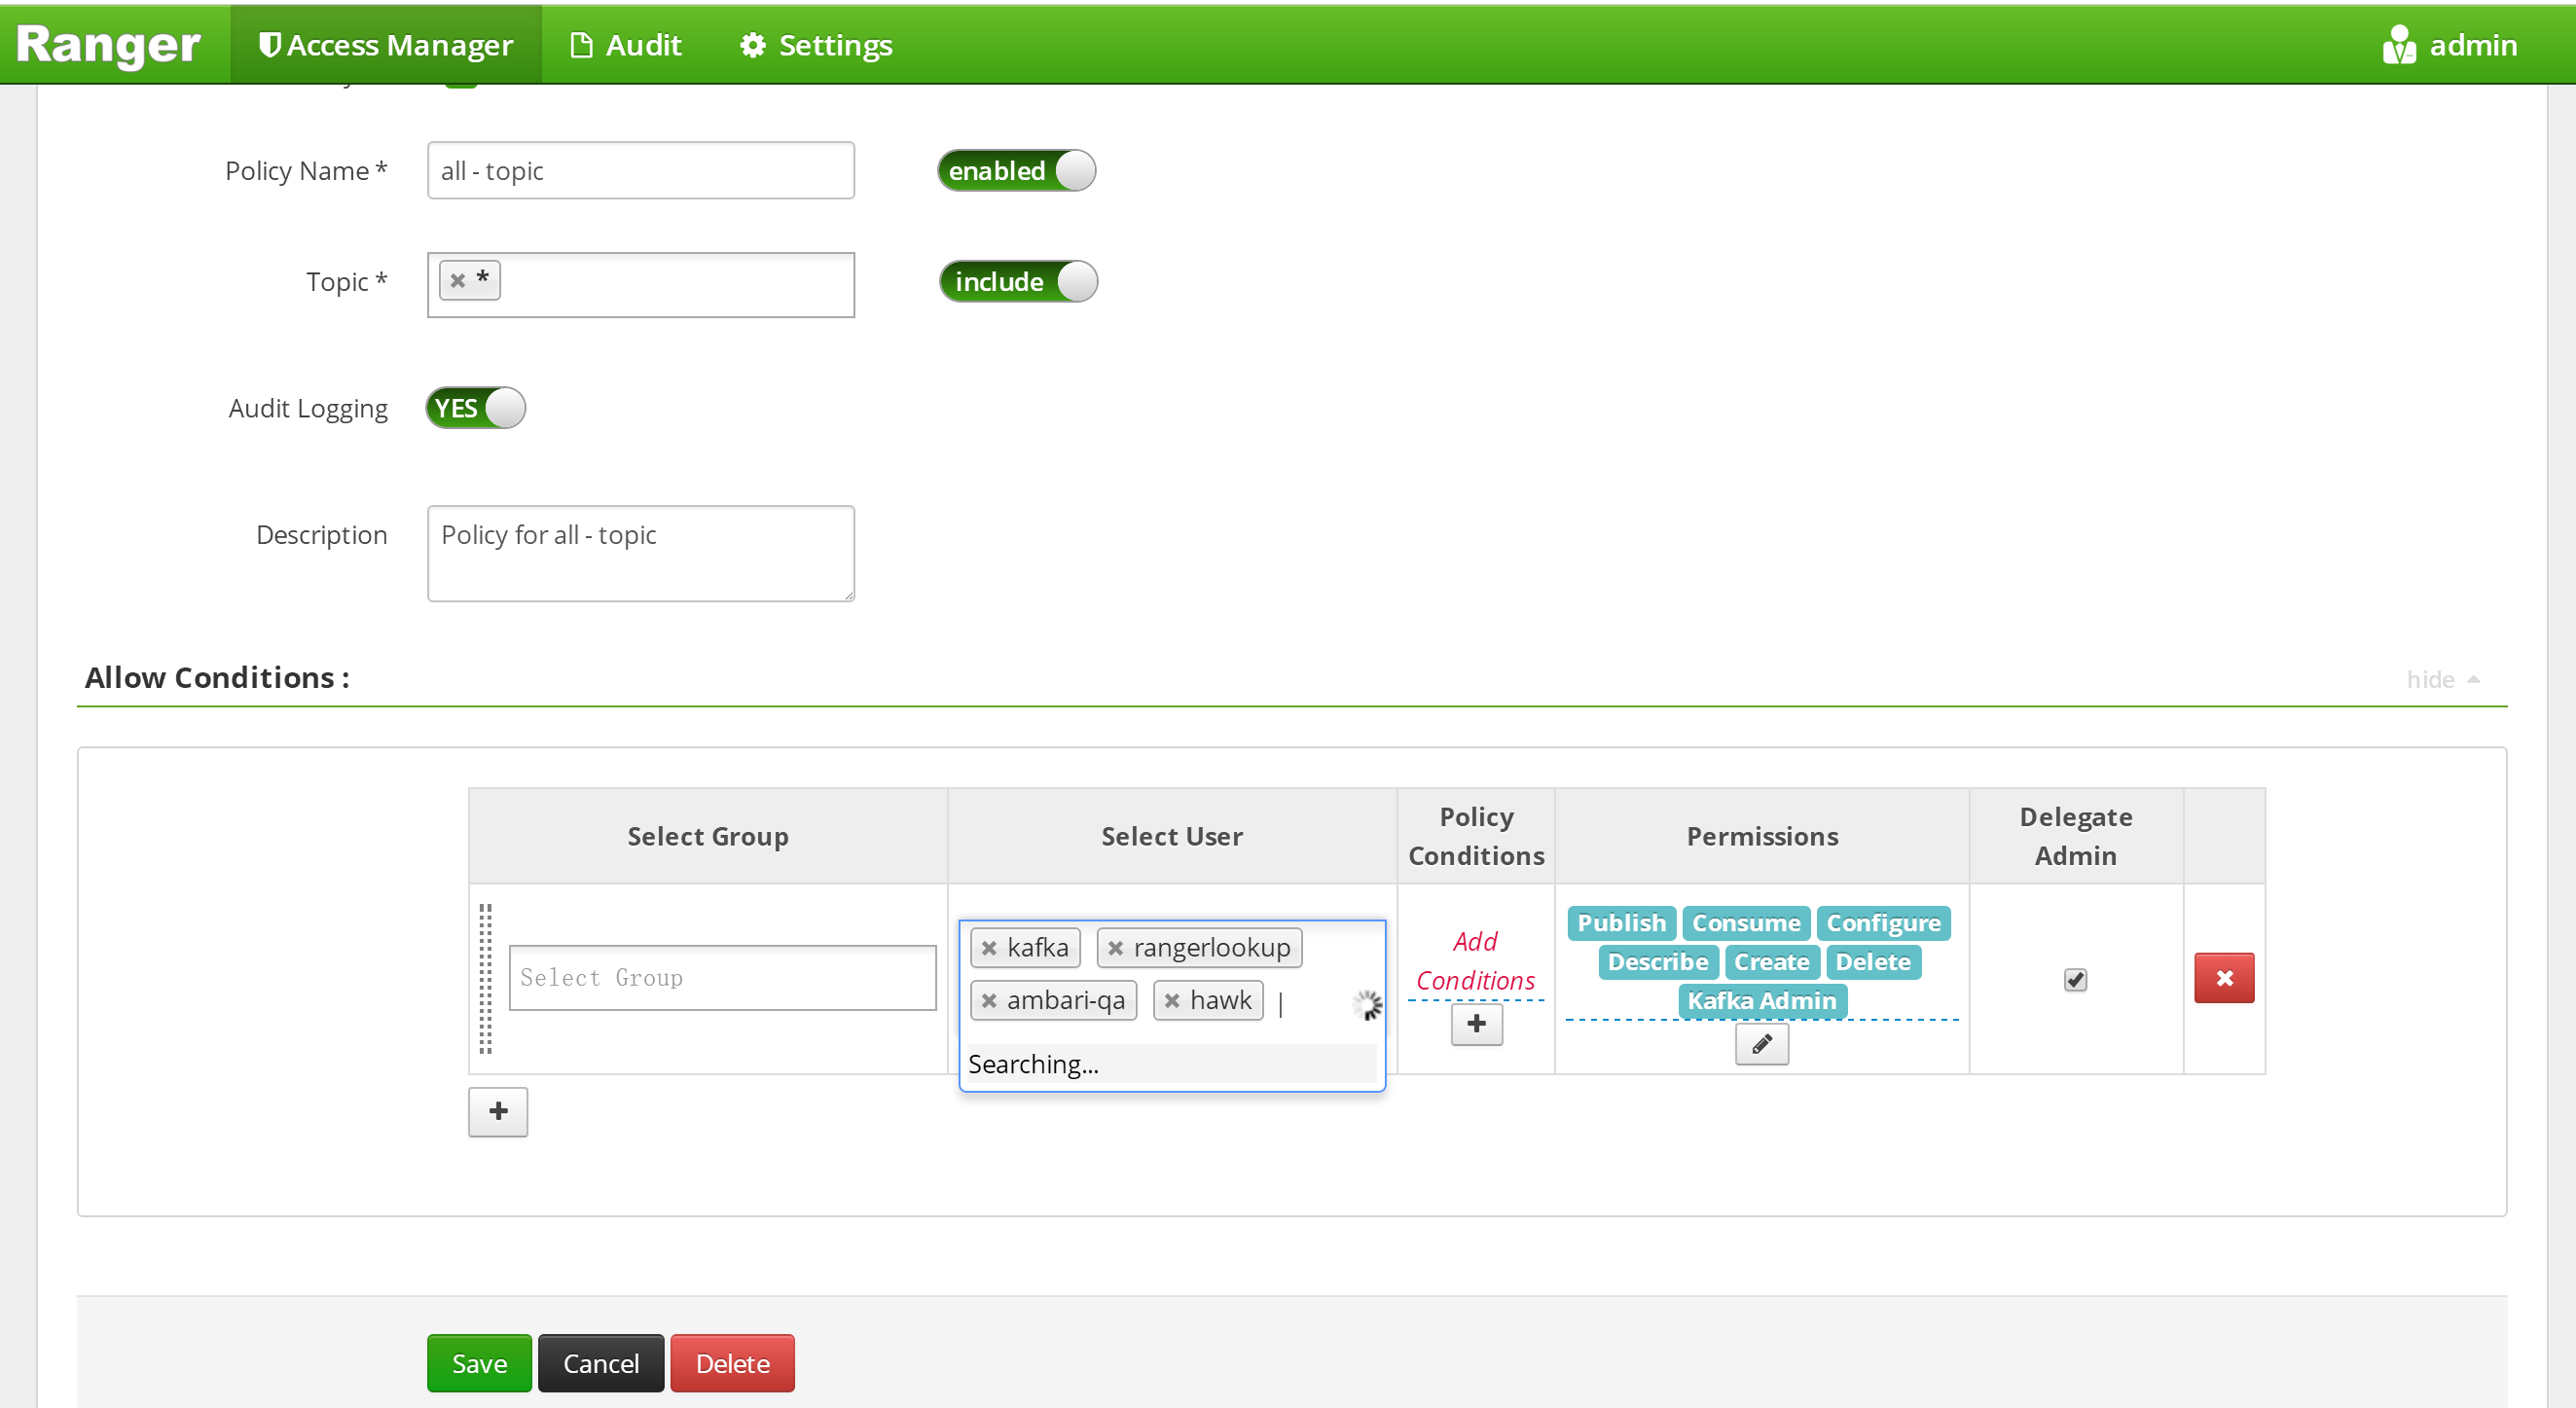 Ranger Access Manager Audit Settings admin
Policy Name * all - topic enabled
Topic * * include
Audit Logging YES
Description Policy for all - topic
Allow Conditions : hide
Select Group Select User Policy Conditions Permissions Delegate Admin
Select Group
kafka rangerlookup
ambari-qa hawk
Searching...
Add
Conditions
Publish Consume Configure
Describe Create Delete
Kafka Admin
Save Cancel Delete